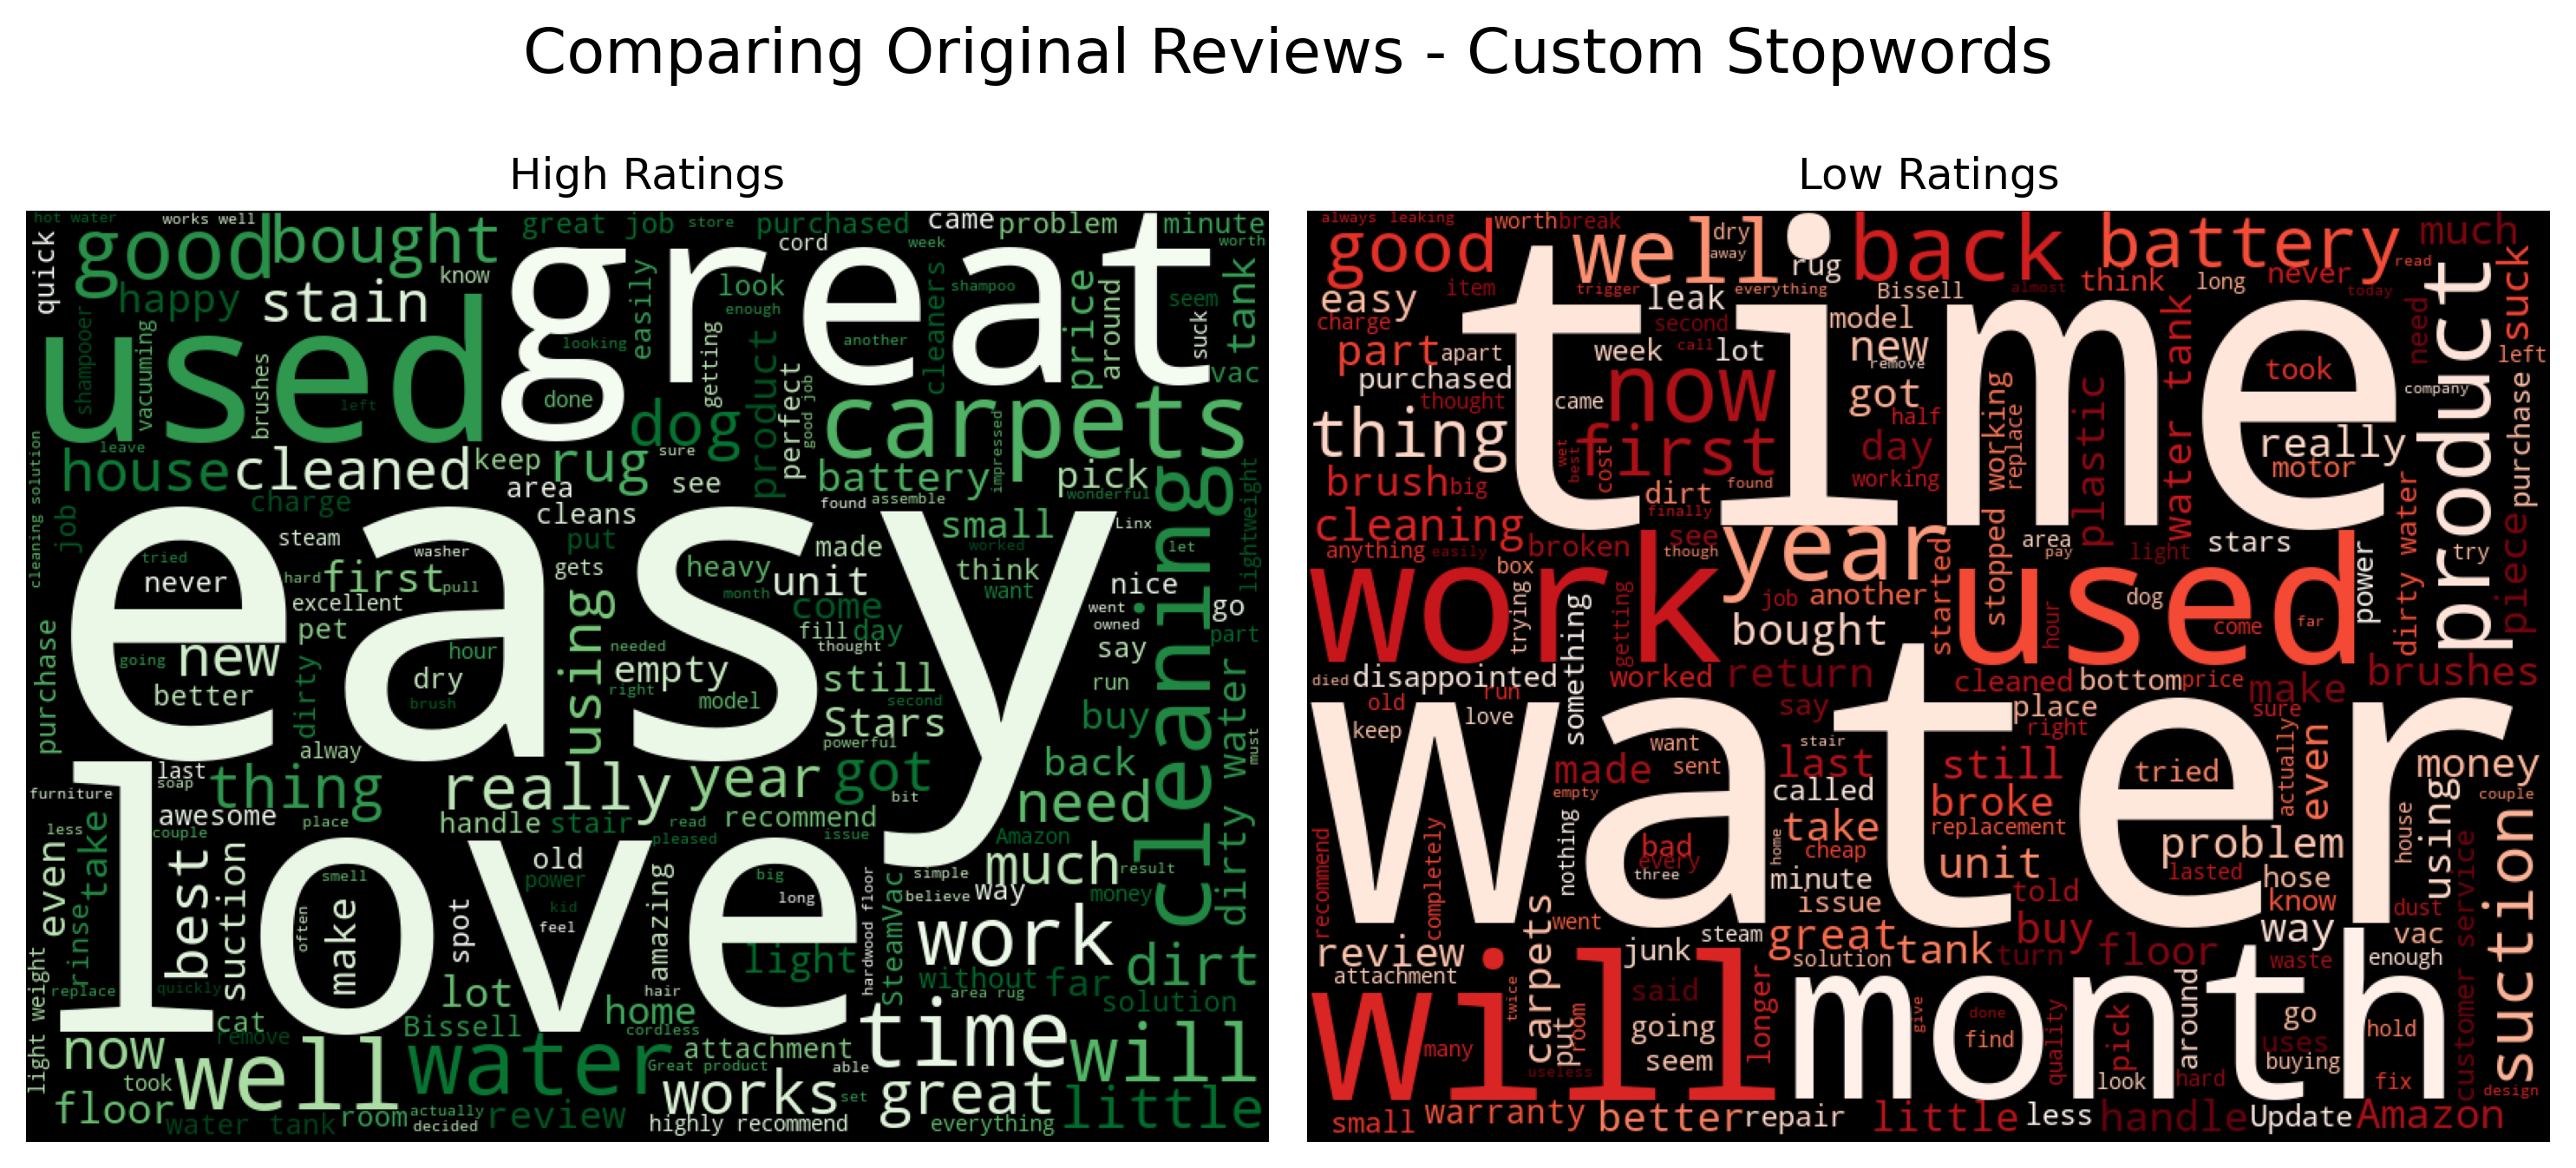 Comparing Original Reviews - Custom Stopwords
High Ratings
hot water
works well
great job
store
purchased
came
problem
minute
quick
good
bought
great
cord
week
worth
know
happy
stain
easily
look
enough
cleaners
shampoo
price
around
seem
tank
used
shampooer
vacuuming
brushes
looking
getting
product
another
suck
vac
left
done
dog
perfect
good job
carpets
leave
house
cleaned
keep
rug
sure
battery
impressed
pick
wonderful
cleaning
lightweight
cleaning solution
job
charge
area
see
found
assemble
easy
cleans
small
Linx
steam
washer
put
made
worked
let
tried
never
hard
first
pull
gets
heavy
unit
think
want
nice
month
excellent
using
come
went
owned
go
pet
fill
day
thought
part
going
new
hour
needed
empty
say
dirty
better
dry
right
still
run
brush
model
second
purchase
Stars
buy
dirty water
must
alway
powerful
last
soap
thing
really
year
got
back
furniture
awesome
bit
need
less
couple
place
handle
stair
read
recommend
pleased
issue
Amazon
love
even
take
best
suction
old
power
smell
big
much
result
simple
believe
way
money
long
hardwood floor
SteamVac
rinse
often
make
spot
kid
feel
amazing
hair
work
light
without
far
dirt
light weight
replace
quickly
lot
area rug
solution
cat
remove
Bissell
home
cordless
time
will
now
well
water
attachment
Great product
able
took
works
set
great
little
floor
water tank
room
actually
decided
review
highly recommend
everything
Low Ratings
always leaking
worth
break
good
well
dry
away
rug
back
battery
much
read
think
long
never
today
item
easy
trigger
leak
everything
Bissell
almost
product
suck
charge
time
second
model
need
part
apart
week
call
lot
new
remove
left
took
purchased
thought
came
now
got
half
company
purchase
thing
wet
best
first
cost
day
working
stopped working
replace
plastic
water tank
really
motor
brush
big
dirt
found
cleaning
finally
anything
easily
broken
see
though
year
area
pay
light
stars
try
dirty water
piece
box
work
trying
getting
job
another
started
used
hour
dog
come
far
power
something
bought
died
disappointed
run
worked
return
cleaned
bottom
price
make
brushes
old
love
say
place
sure
keep
right
water
want
stair
made
sent
last
still
tried
actually
even
money
empty
called
broke
couple
using
house
take
replacement
problem
recommend
completely
nothing
bad
every
three
home
cheap
unit
minute
lasted
hose
issue
told
know
dust
customer service
suction
went
carpets
review
junk
steam
great
solution
tank
buy
turn
floor
way
vac
waste
enough
attachment
will
twice
put
room
said
longer
month
going
give
done
around
go
hold
many
seem
find
quality
pick
uses
buying
useless
look
hard
fix
design
small
warranty
better
repair
little
less
handle
Update
Amazon